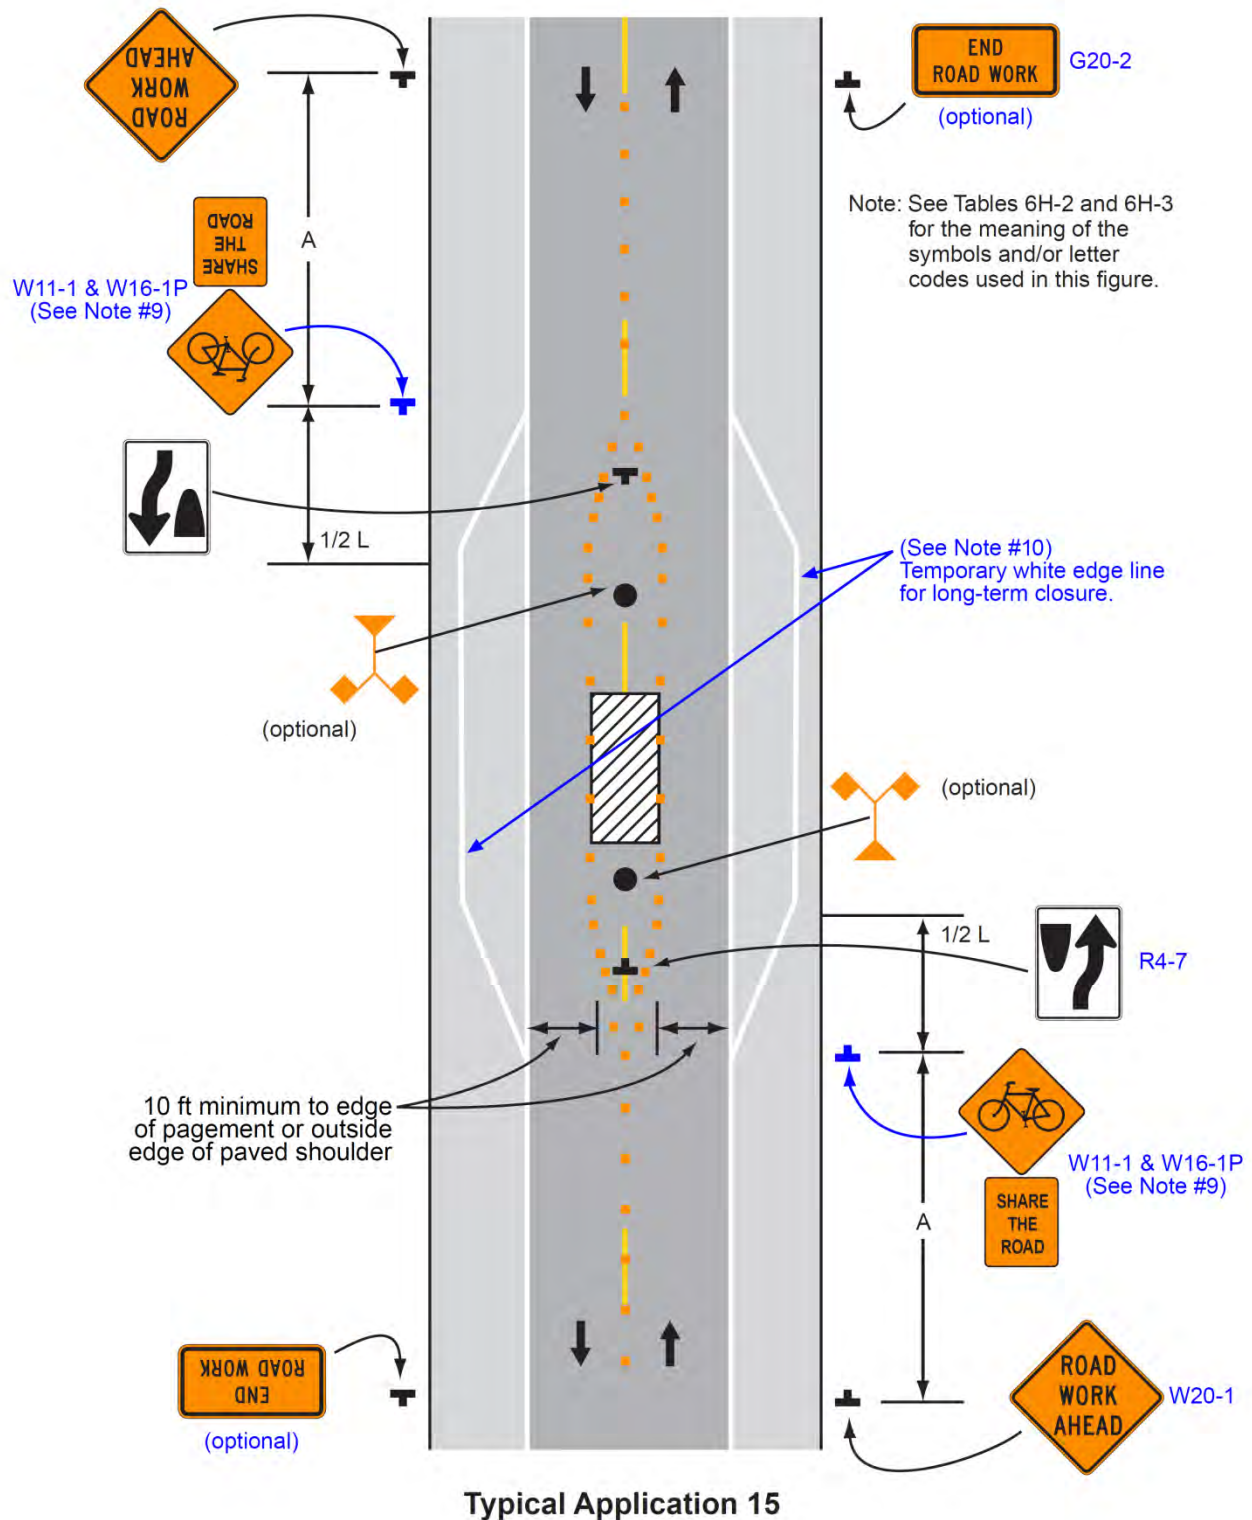 ROAD
WORK
AHEAD
END
ROAD WORK
G20-2
(optional)
Note: See Tables 6H-2 and 6H-3
for the meaning of the
symbols and/or letter
codes used in this figure.
SHARE
THE
ROAD
A
W11-1 & W16-1P
(See Note #9)
1/2 L
(See Note #10)
Temporary white edge line
for long-term closure.
(optional)
(optional)
1/2 L
R4-7
10 ft minimum to edge
of pagement or outside
edge of paved shoulder
W11-1 & W16-1P
(See Note #9)
SHARE
THE
ROAD
A
END
ROAD WORK
(optional)
ROAD
WORK
AHEAD
W20-1
Typical Application 15